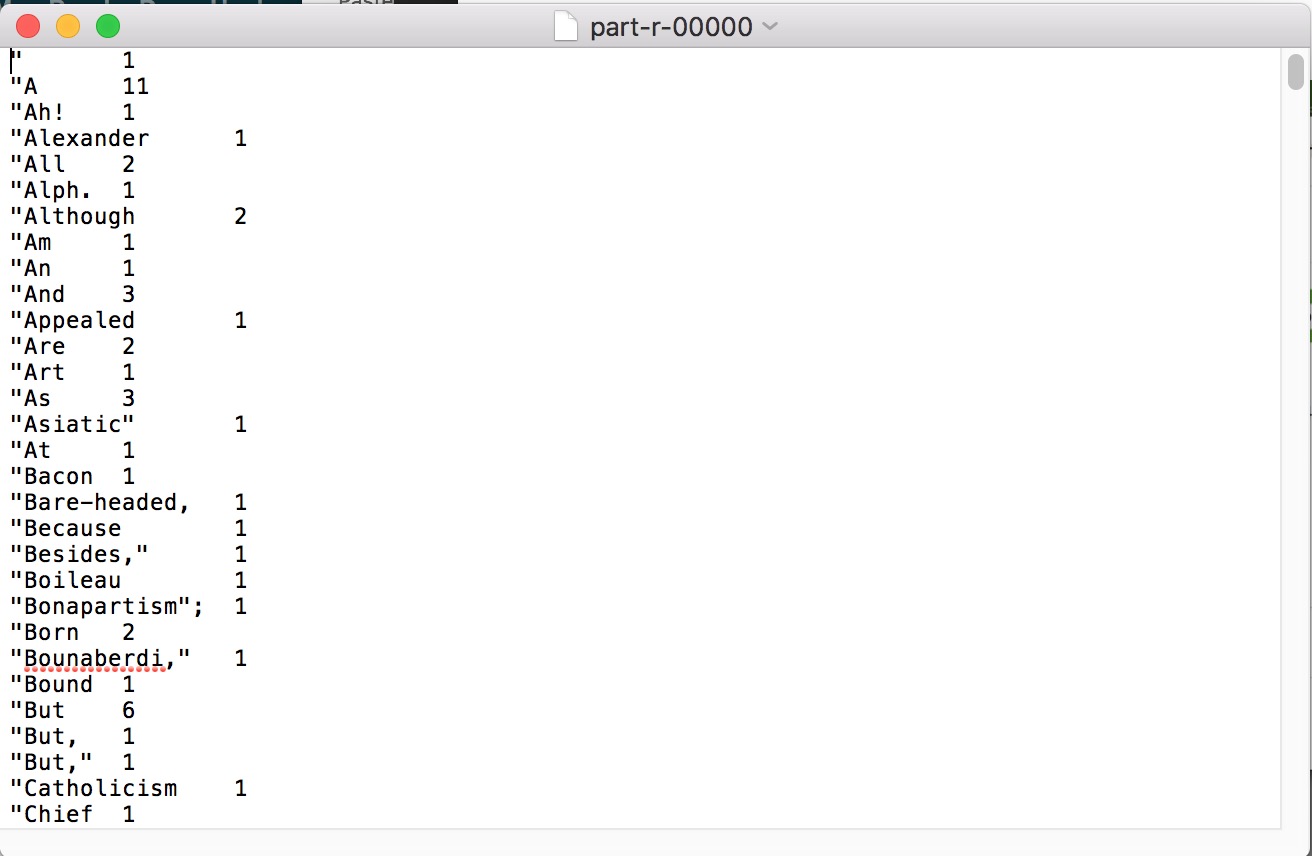 Paste
part-r-00000
" 1
"A 11
"Ah! 1
"Alexander 1
"All 2
"Alph. 1
"Although 2
"Am 1
"An 1
"And 3
"Appealed 1
"Are 2
"Art 1
"As 3
"Asiatic" 1
"At 1
"Bacon 1
"Bare-headed, 1
"Because 1
"Besides," 1
"Boileau 1
"Bonapartism"; 1
"Born 2
"Bounaberdi," 1
"Bound 1
"But 6
"But, 1
"But," 1
"Catholicism 1
"Chief 1